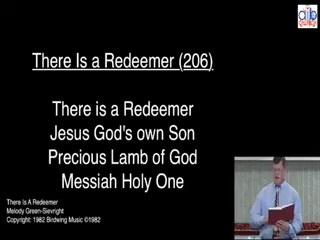 There Is a Redeemer (206)
There is a Redeemer
Jesus God's own Son
Precious Lamb of God
Messiah Holy One
There Is A Redeemer
Melody Green-Sievright
Copyright: 1982 Birdwing Music ©1982